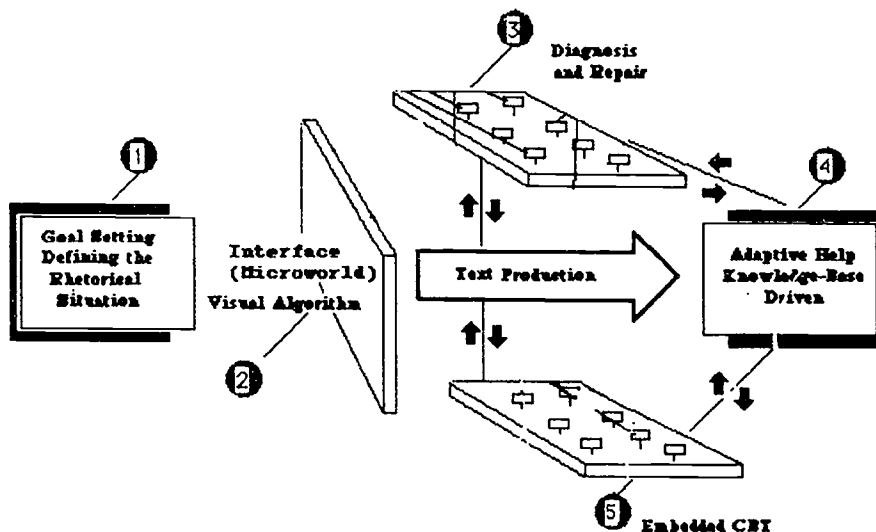 3
Diagnosis
and Repair
1
4
Goal Setting
Defining the
Rhetorical
Situation
Interface
(Microworld)
Visual Algorithm
Text Production
Adaptive Help
Knowledge-Base
Driven
2
5
Embedded CBT